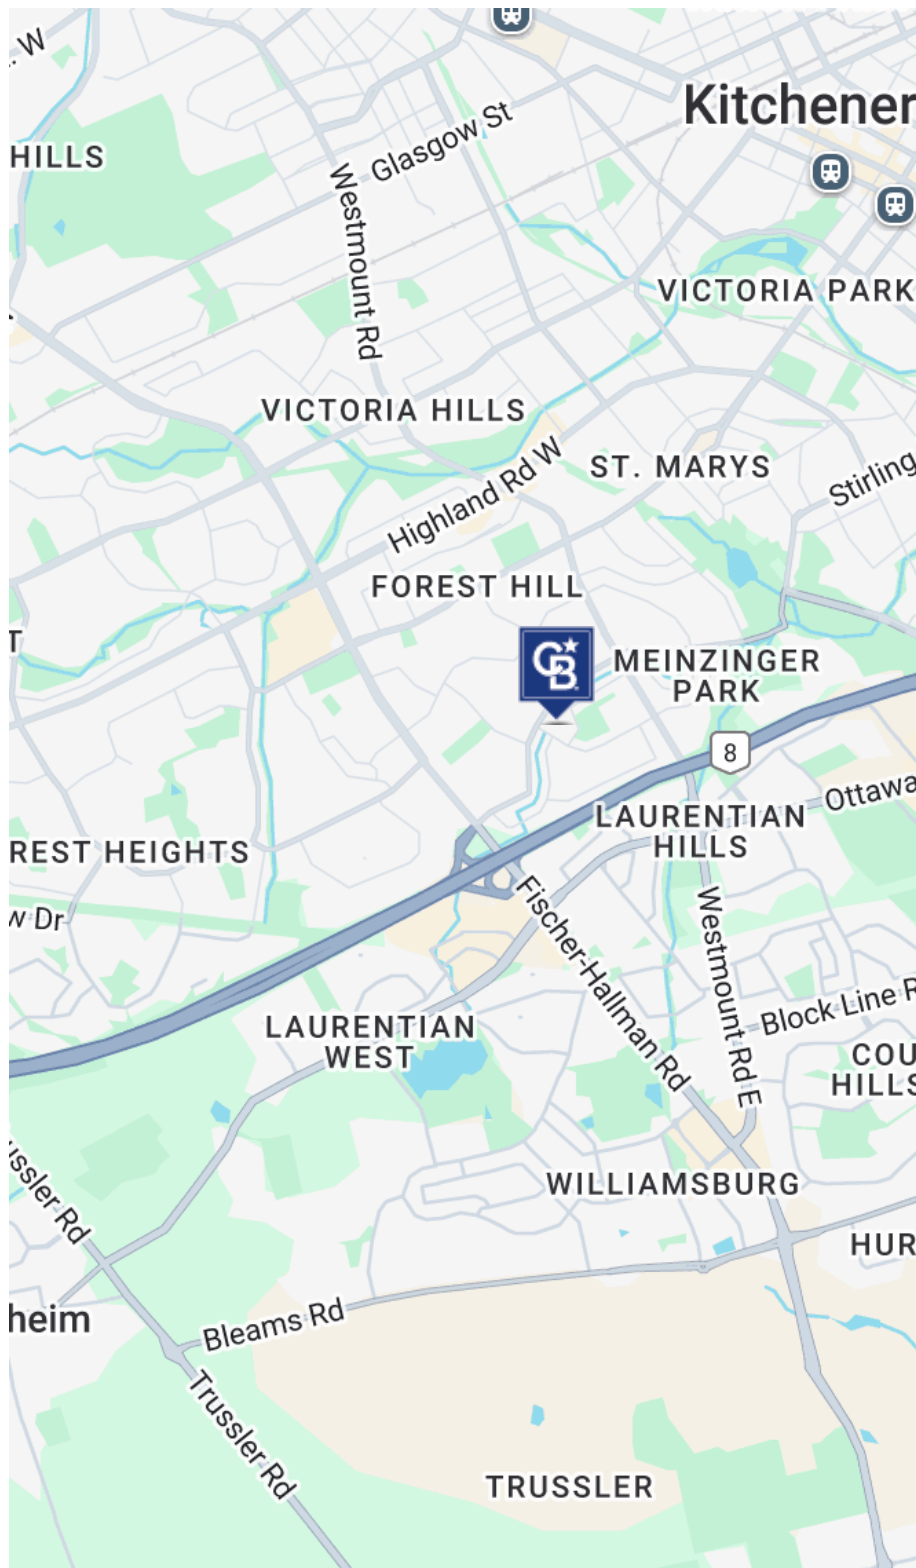 . W
Kitchener
Glasgow St
HILLS
Westmount Rd
VICTORIA PARK
VICTORIA HILLS
ST. MARYS
Stirling
Highland Rd W
FOREST HILL
T
CB
MEINZINGER
PARK
8
Ottawa
LAURENTIAN
HILLS
REST HEIGHTS
Fischer-Hallman Rd
Westmount Rd E
w Dr
Block Line R
LAURENTIAN
WEST
COU
HILLS
ussler Rd
WILLIAMSBURG
HUR
heim
Bleams Rd
Trussler Rd
TRUSSLER